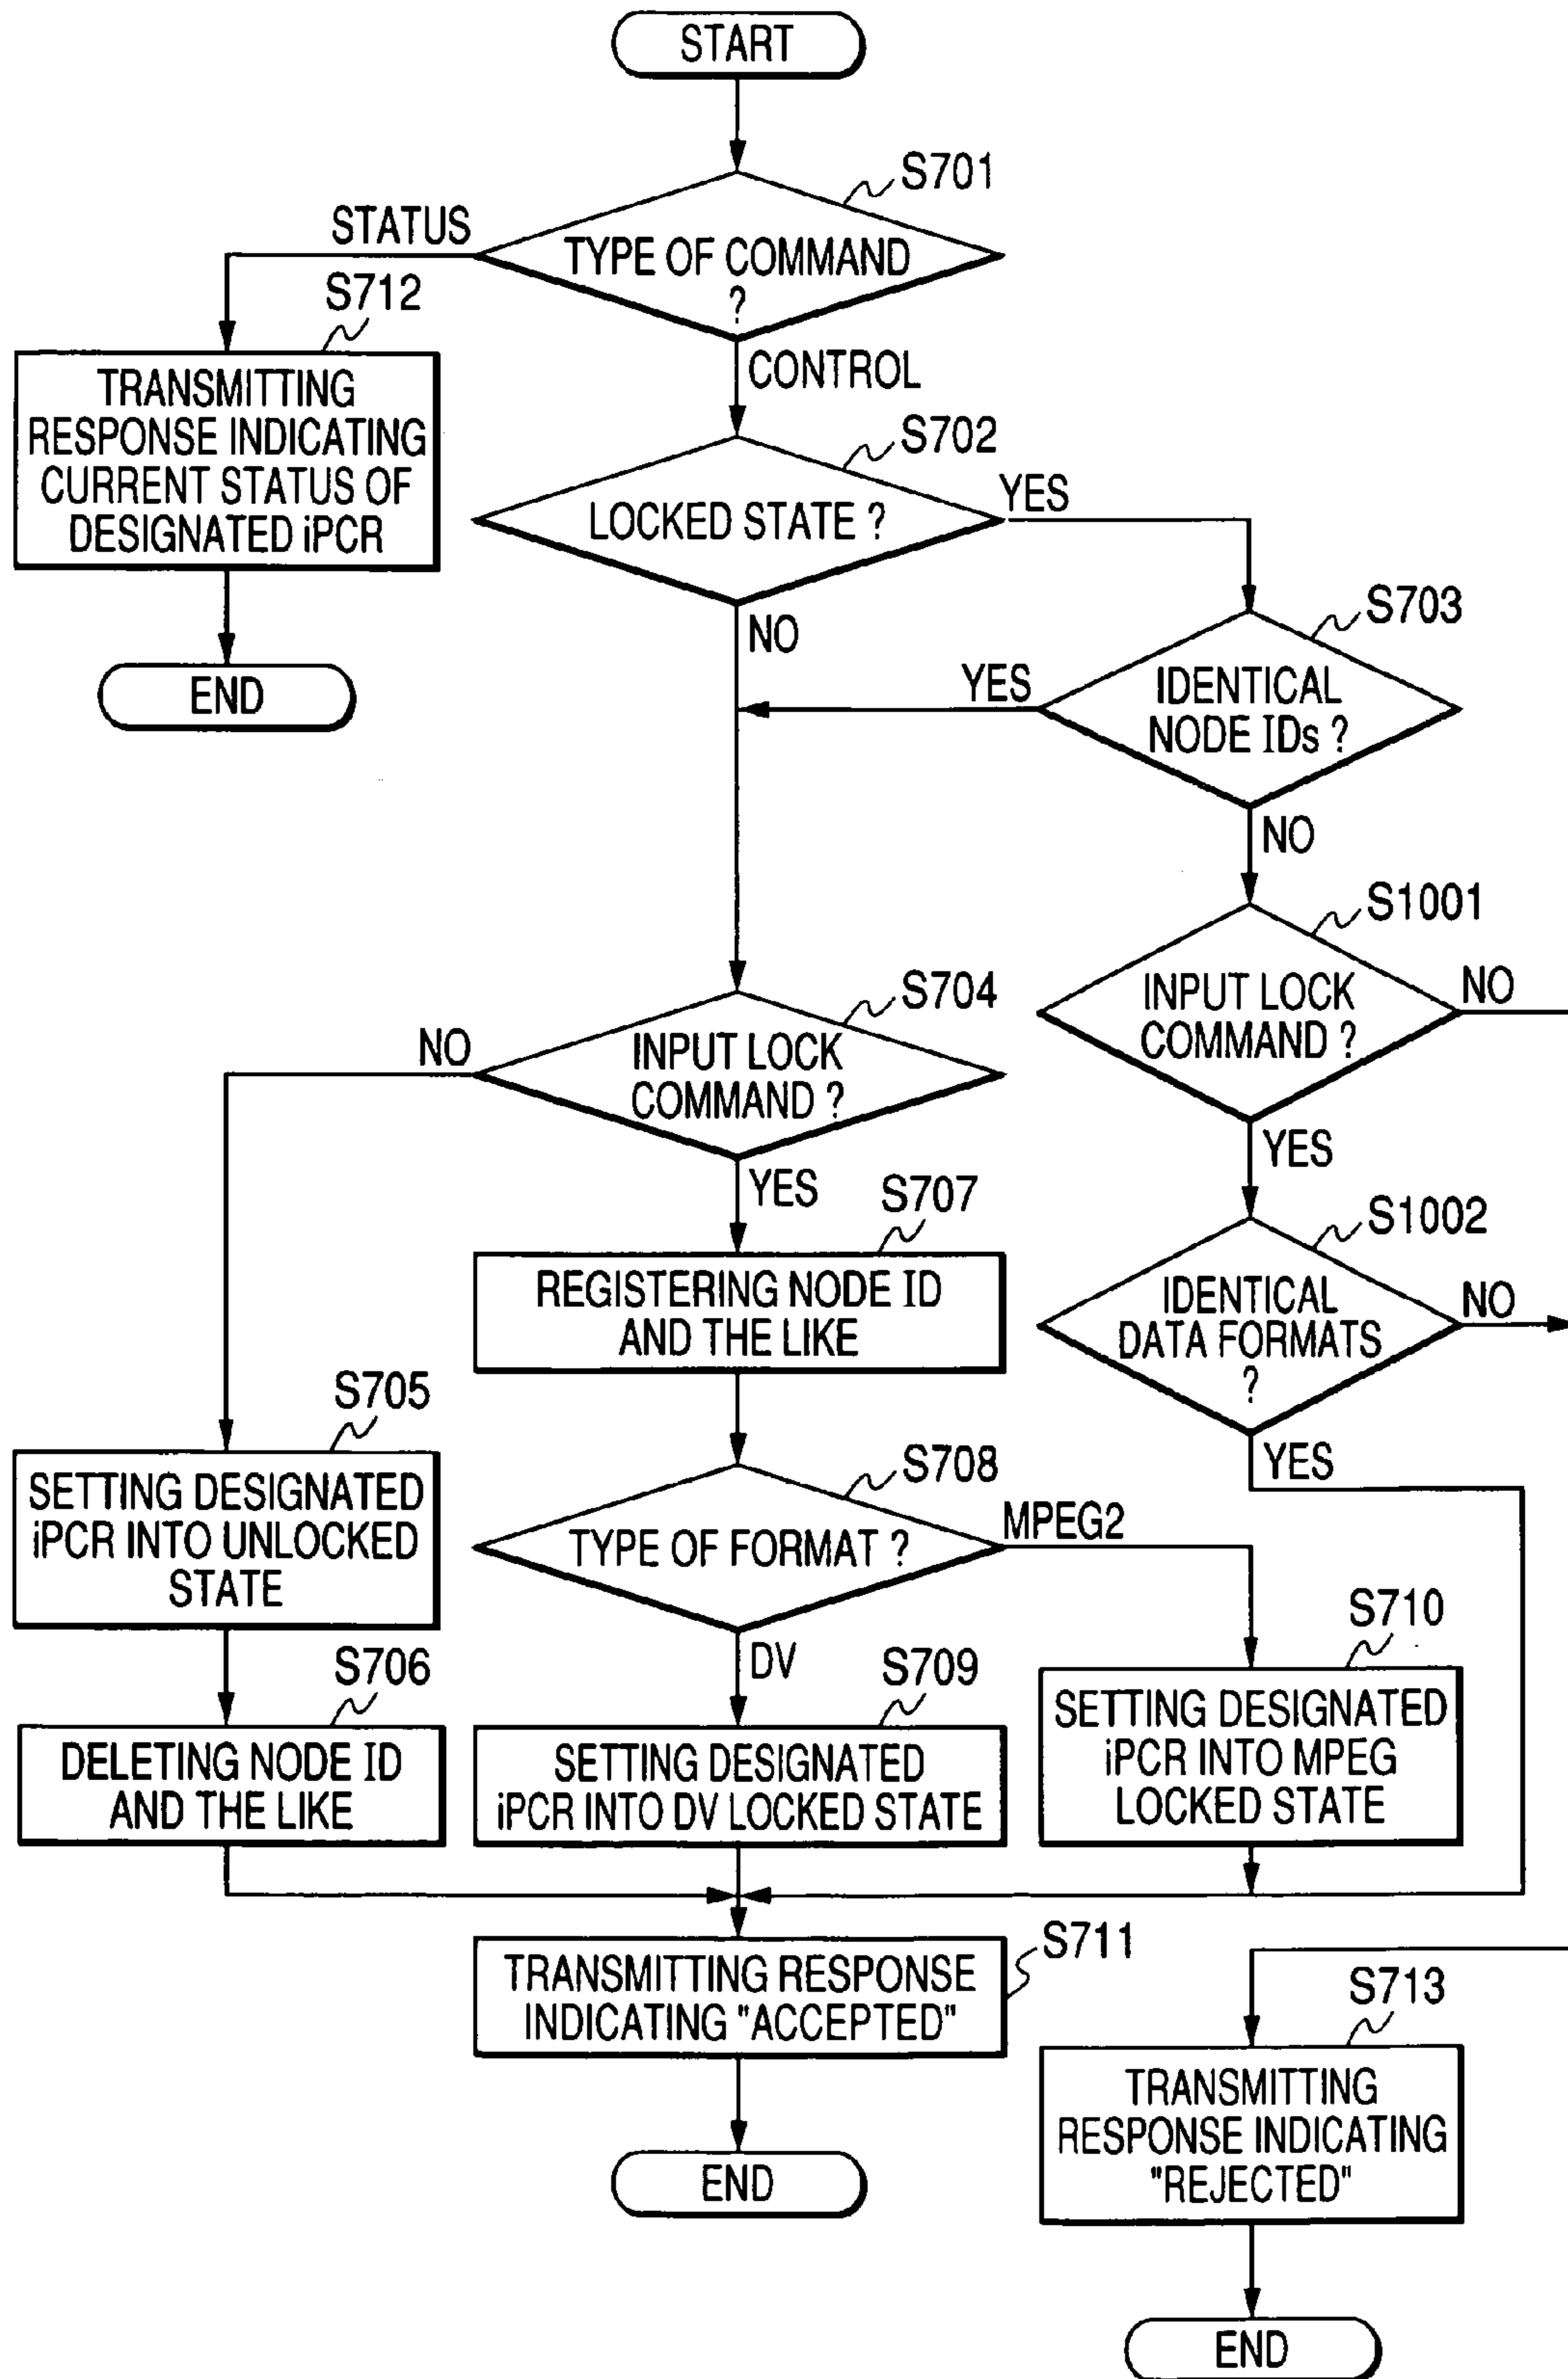 START
S701
STATUS
TYPE OF COMMAND
?
S712
CONTROL
TRANSMITTING
RESPONSE INDICATING
CURRENT STATUS OF
DESIGNATED iPCR
S702
LOCKED STATE ?
YES
NO
S703
IDENTICAL
NODE IDs ?
YES
END
NO
S1001
INPUT LOCK
COMMAND ?
NO
S704
INPUT LOCK
COMMAND ?
NO
YES
YES
S707
REGISTERING NODE ID
AND THE LIKE
S1002
IDENTICAL
DATA FORMATS
?
NO
YES
S705
SETTING DESIGNATED
iPCR INTO UNLOCKED
STATE
S708
TYPE OF FORMAT ?
MPEG2
DV
S710
SETTING DESIGNATED
iPCR INTO MPEG
LOCKED STATE
S706
DELETING NODE ID
AND THE LIKE
S709
SETTING DESIGNATED
iPCR INTO DV LOCKED STATE
S711
TRANSMITTING RESPONSE
INDICATING "ACCEPTED"
S713
TRANSMITTING
RESPONSE INDICATING
"REJECTED"
END
END